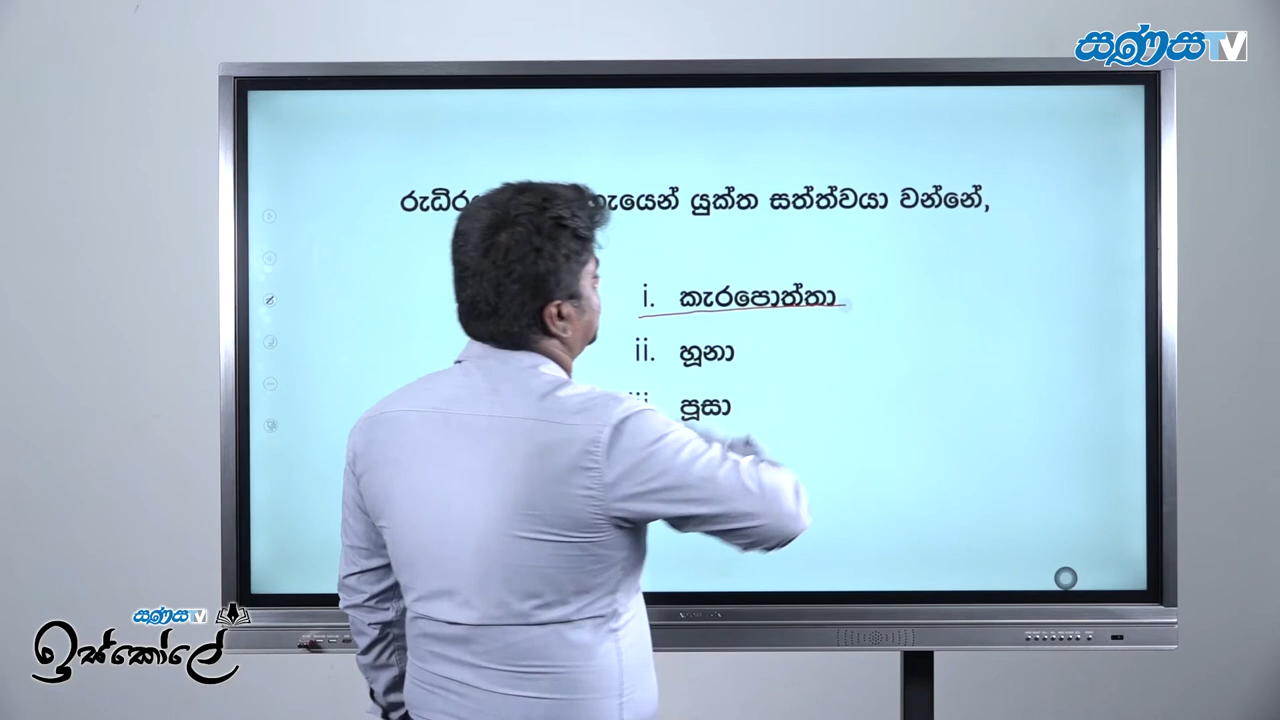 සණස TV
යුක්ත සත්ත්වයා වන්නේ,
i. කැරපොත්තා
ii. හූනා
පූසා
සණස TV
ඉස්කෝලේ